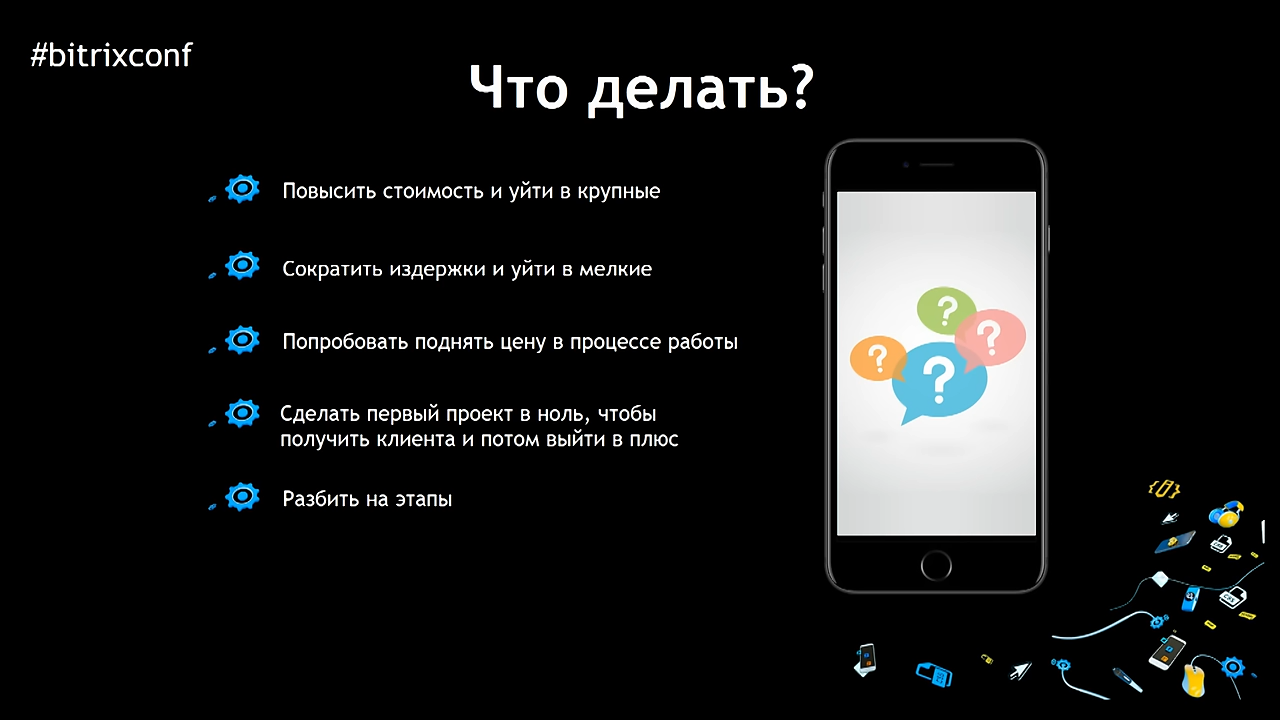 #bitrixconf
Что делать?
Повысить стоимость и уйти в крупные
Сократить издержки и уйти в мелкие
Попробовать поднять цену в процессе работы
Сделать первый проект в ноль, чтобы
получить клиента и потом выйти в плюс
Разбить на этапы
? ? ? ?